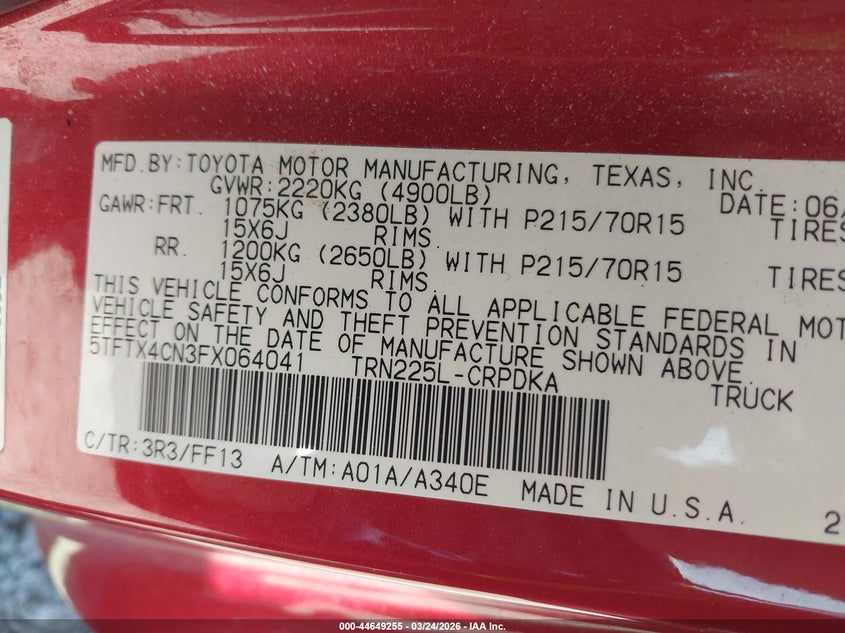 MFD.BY:TOYOTA MOTOR MANUFACTURING, TEXAS, INC.
GVWR:2220KG (4900LB) DATE:06/
GAWR:FRT. 1075KG (2380LB) WITH P215/70R15 TIRES
15X6J RIMS.
RR. 1200KG (2650LB) WITH P215/70R15 TIRES
15X6J RIMS.
THIS VEHICLE CONFORMS TO ALL APPLICABLE FEDERAL MOT
VEHICLE SAFETY AND THEFT PREVENTION STANDARDS IN
EFFECT ON THE DATE OF MANUFACTURE SHOWN ABOVE.
5TFTX4CN3FX064041 TRN225L-CRPDKA TRUCK
C/TR:3R3/FF13 A/TM:A01A/A340E MADE IN U.S.A. 2
000-44649255 - 03/24/2026 - IAA Inc.